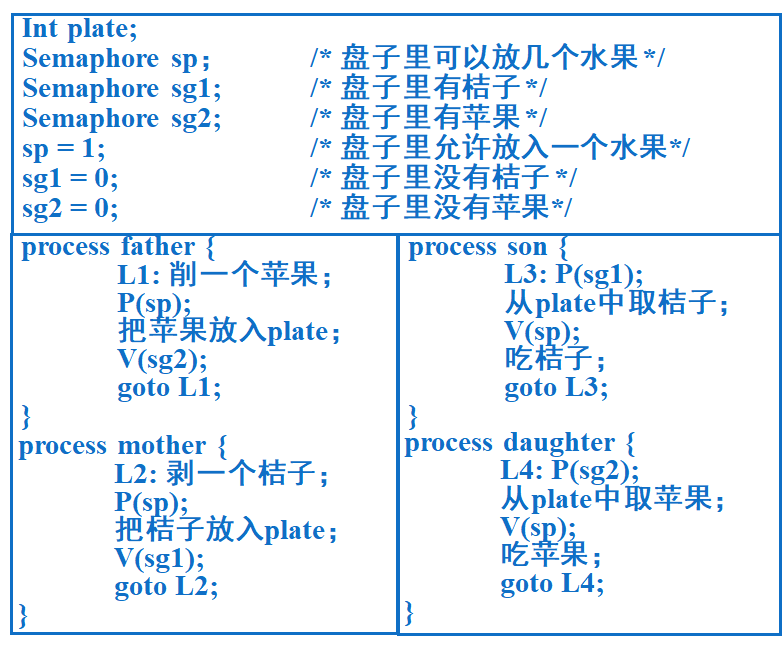 Int plate;
Semaphore sp； /* 盘子里可以放几个水果*/
Semaphore sg1; /* 盘子里有桔子*/
Semaphore sg2; /* 盘子里有苹果*/
sp = 1; /* 盘子里允许放入一个水果*/
sg1 = 0; /* 盘子里没有桔子*/
sg2 = 0; /* 盘子里没有苹果*/
process father {
L1: 削一个苹果；
P(sp);
把苹果放入plate；
V(sg2);
goto L1;
}
process mother {
L2: 剥一个桔子；
P(sp);
把桔子放入plate；
V(sg1);
goto L2;
}
process son {
L3: P(sg1);
从plate中取桔子；
V(sp);
吃桔子；
goto L3;
}
process daughter {
L4: P(sg2);
从plate中取苹果；
V(sp);
吃苹果；
goto L4;
}